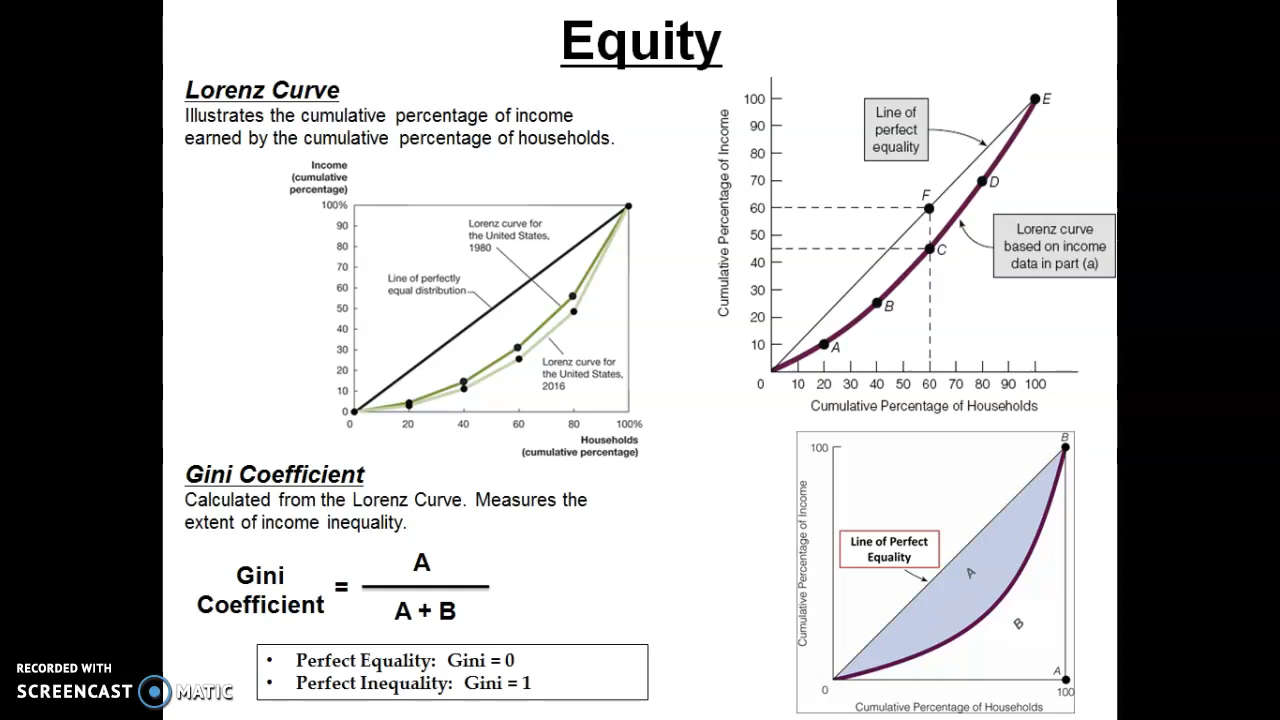 Equity
Lorenz Curve
Illustrates the cumulative percentage of income
earned by the cumulative percentage of households.
Income
(cumulative
percentage)
100%
90
80
70
60
50
40
30
20
10
0
Lorenz curve for
the United States,
1980
Line of perfectly
equal distribution
Lorenz curve for
the United States,
2016
0 20 40 60 80 100%
Households
(cumulative percentage)
Gini Coefficient
Calculated from the Lorenz Curve. Measures the
extent of income inequality.
Gini
Coefficient
=
A
A + B
• Perfect Equality: Gini = 0
• Perfect Inequality: Gini = 1
Cumulative Percentage of Income
100
90
80
70
60
50
40
30
20
10
Line of
perfect
equality
E
D
F
C
B
A
Lorenz curve
based on income
data in part (a)
0 10 20 30 40 50 60 70 80 90 100
Cumulative Percentage of Households
Cumulative Percentage of Income
100
B
Line of Perfect
Equality
A
B
A
0 100
Cumulative Percentage of Households
RECORDED WITH
SCREENCAST MATIC